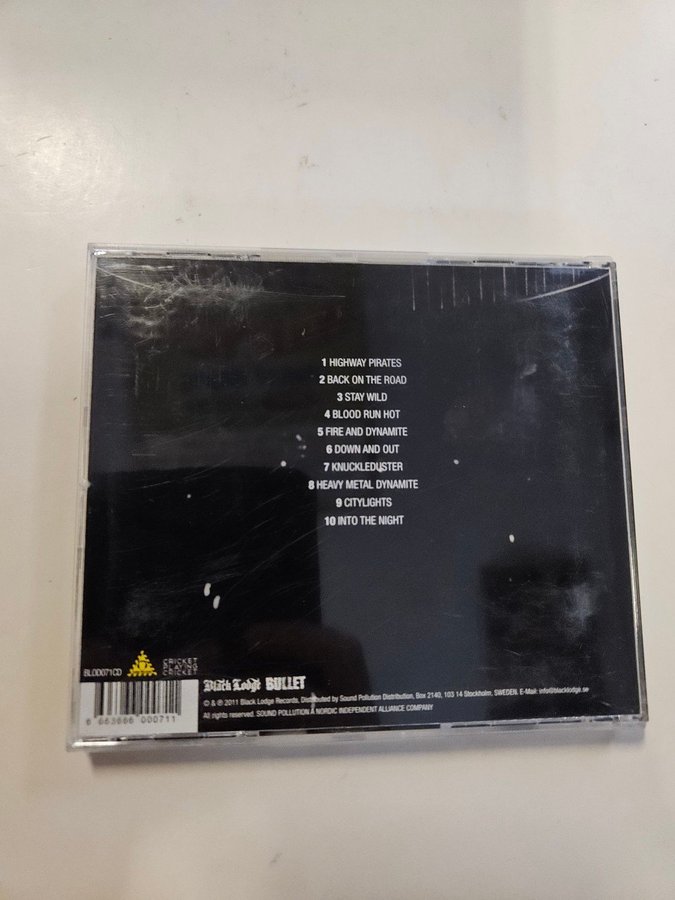 1 HIGHWAY PIRATES
2 BACK ON THE ROAD
3 STAY WILD
4 BLOOD RUN HOT
5 FIRE AND DYNAMITE
6 DOWN AND OUT
7 KNUCKLEDUSTER
8 HEAVY METAL DYNAMITE
9 CITYLIGHTS
10 INTO THE NIGHT
BLOD071CD
CRICKET
PLAYING
CRICKET
Black Lodge BULLET
© & ℗ 2011 Black Lodge Records. Distributed by Sound Pollution Distribution, Box 2140, 103 14 Stockholm, SWEDEN. E-Mail: info@blacklodge.se
All rights reserved. SOUND POLLUTION A NORDIC INDEPENDENT ALLIANCE COMPANY
6 663666 000711